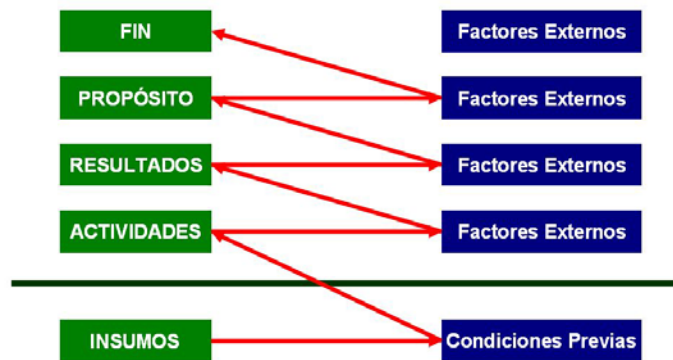 FIN
Factores Externos
PROPÓSITO
Factores Externos
RESULTADOS
Factores Externos
ACTIVIDADES
Factores Externos
INSUMOS
Condiciones Previas